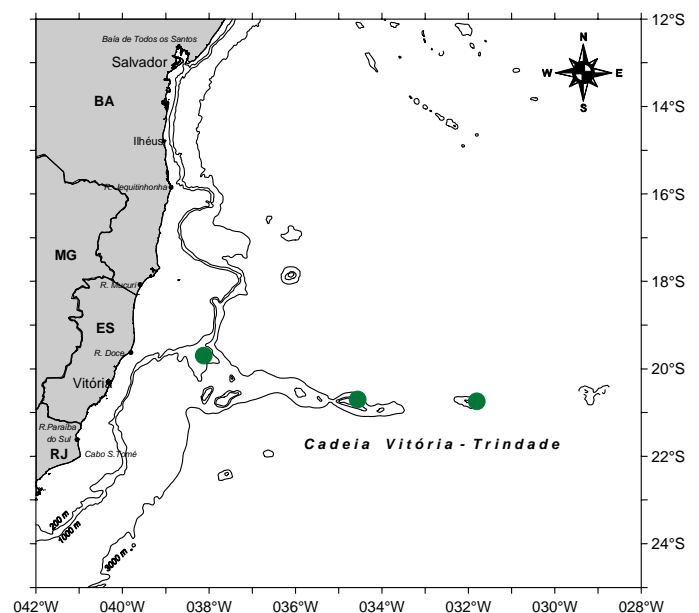 12°S
Baía de Todos os Santos
Salvador
N
W
E
S
BA
14°S
Ilhéus
R. Jequitinhonha
16°S
MG
R. Mucuri
18°S
ES
R. Doce
20°S
Vitória
R.Paraíba
do Sul
RJ
Cabo S.Tomé
Cadeia Vitória - Trindade
22°S
200 m
1000 m
3000 m
24°S
042°W
040°W
038°W
036°W
034°W
032°W
030°W
028°W